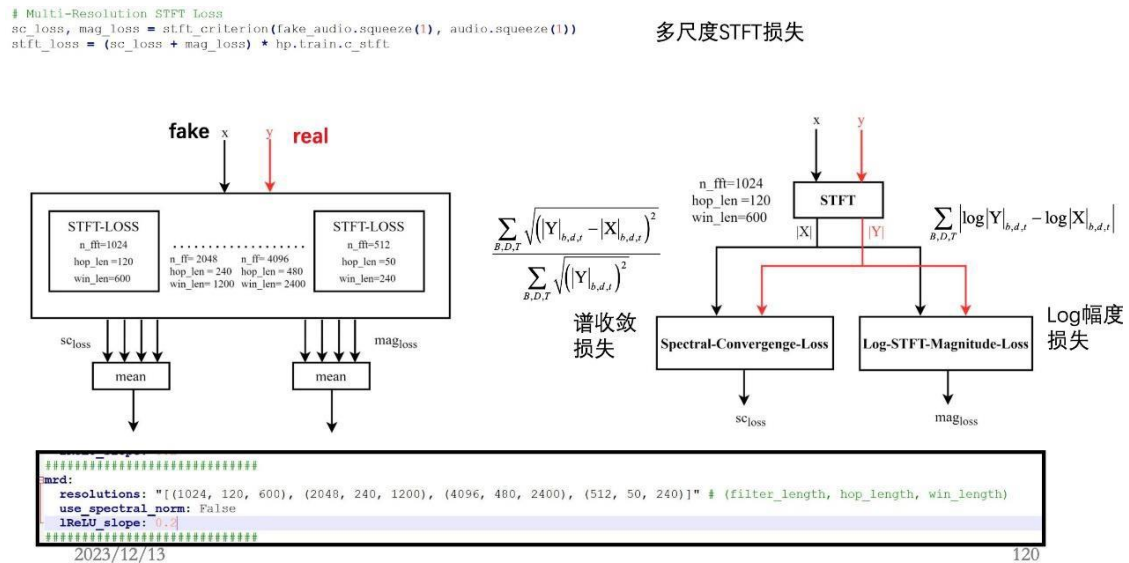 # Multi-Resolution STFT Loss
sc_loss, mag_loss = stft_criterion(fake_audio.squeeze(1), audio.squeeze(1))
stft_loss = (sc_loss + mag_loss) * hp.train.c_stft
多尺度STFT损失
fake x y real
STFT-LOSS
n_fft=1024
hop_len =120
win_len=600
....................
n_ff= 2048 n_ff= 4096
hop_len = 240 hop_len = 480
win_len= 1200 win_len= 2400
STFT-LOSS
n_fft=512
hop_len =50
win_len=240
sc_loss
mag_loss
mean
mean
x y
n_fft=1024
hop_len =120
win_len=600
STFT
|X| |Y|
∑_{B,D,T} √((|Y|_{b,d,t} − |X|_{b,d,t})²)
∑_{B,D,T} √((|Y|_{b,d,t})²)
∑_{B,D,T} |log|Y|_{b,d,t} − log|X|_{b,d,t}|
谱收敛
损失
Spectral-Convergenge-Loss
Log-STFT-Magnitude-Loss
Log幅度
损失
sc_loss
mag_loss
#############################
mrd:
resolutions: "[(1024, 120, 600), (2048, 240, 1200), (4096, 480, 2400), (512, 50, 240)]" # (filter_length, hop_length, win_length)
use_spectral_norm: False
lReLU_slope: 0.2
#############################
2023/12/13
120